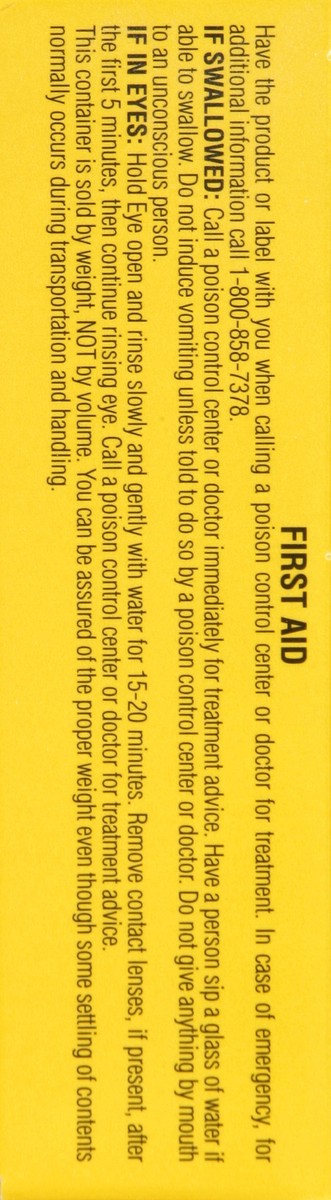 FIRST AID
Have the product or label with you when calling a poison control center or doctor for treatment. In case of emergency, for
additional information call 1-800-858-7378.
IF SWALLOWED: Call a poison control center or doctor immediately for treatment advice. Have a person sip a glass of water if
able to swallow. Do not induce vomiting unless told to do so by a poison control center or doctor. Do not give anything by mouth
to an unconscious person.
IF IN EYES: Hold Eye open and rinse slowly and gently with water for 15-20 minutes. Remove contact lenses, if present, after
the first 5 minutes, then continue rinsing eye. Call a poison control center or doctor for treatment advice.
This container is sold by weight, NOT by volume. You can be assured of the proper weight even though some settling of contents
normally occurs during transportation and handling.